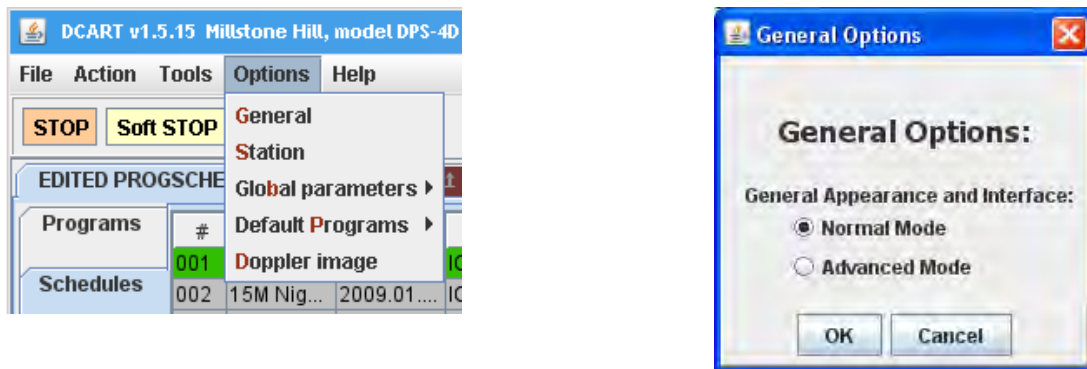 DCART v1.5.15 Millstone Hill, model DPS-4D
File Action Tools Options Help
STOP Soft STOP
General
Station
Global parameters
Default Programs
Doppler image
EDITED PROGSCHE
Programs
Schedules
#
001 IC
002 15M Nig... 2009.01.... IC
General Options
General Options:
General Appearance and Interface:
Normal Mode
Advanced Mode
OK Cancel